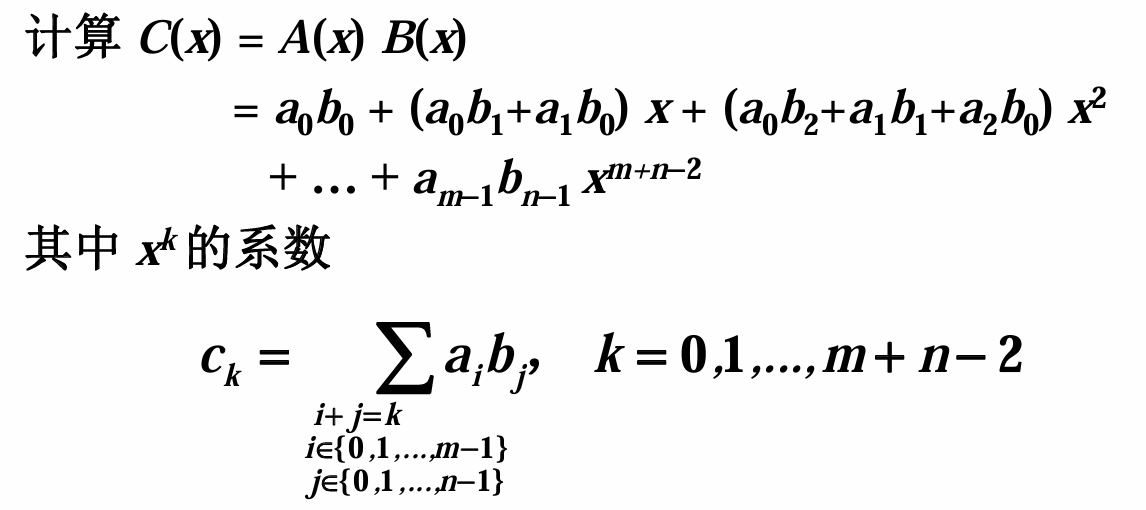 计算 C(x) = A(x) B(x)
= a₀b₀ + (a₀b₁+a₁b₀) x + (a₀b₂+a₁b₁+a₂b₀) x²
+ … + aₘ₋₁bₙ₋₁ xᵐ⁺ⁿ⁻²
其中 xᵏ 的系数
cₖ = ∑ aᵢbⱼ, k = 0,1,…, m + n − 2
i+ j=k
i∈{0,1,…,m−1}
j∈{0,1,…,n−1}